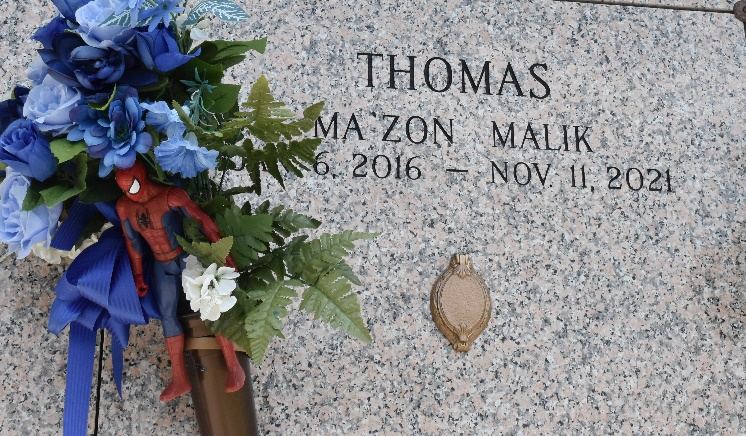 THOMAS
MA'ZON MALIK
6. 2016 — NOV. 11, 2021